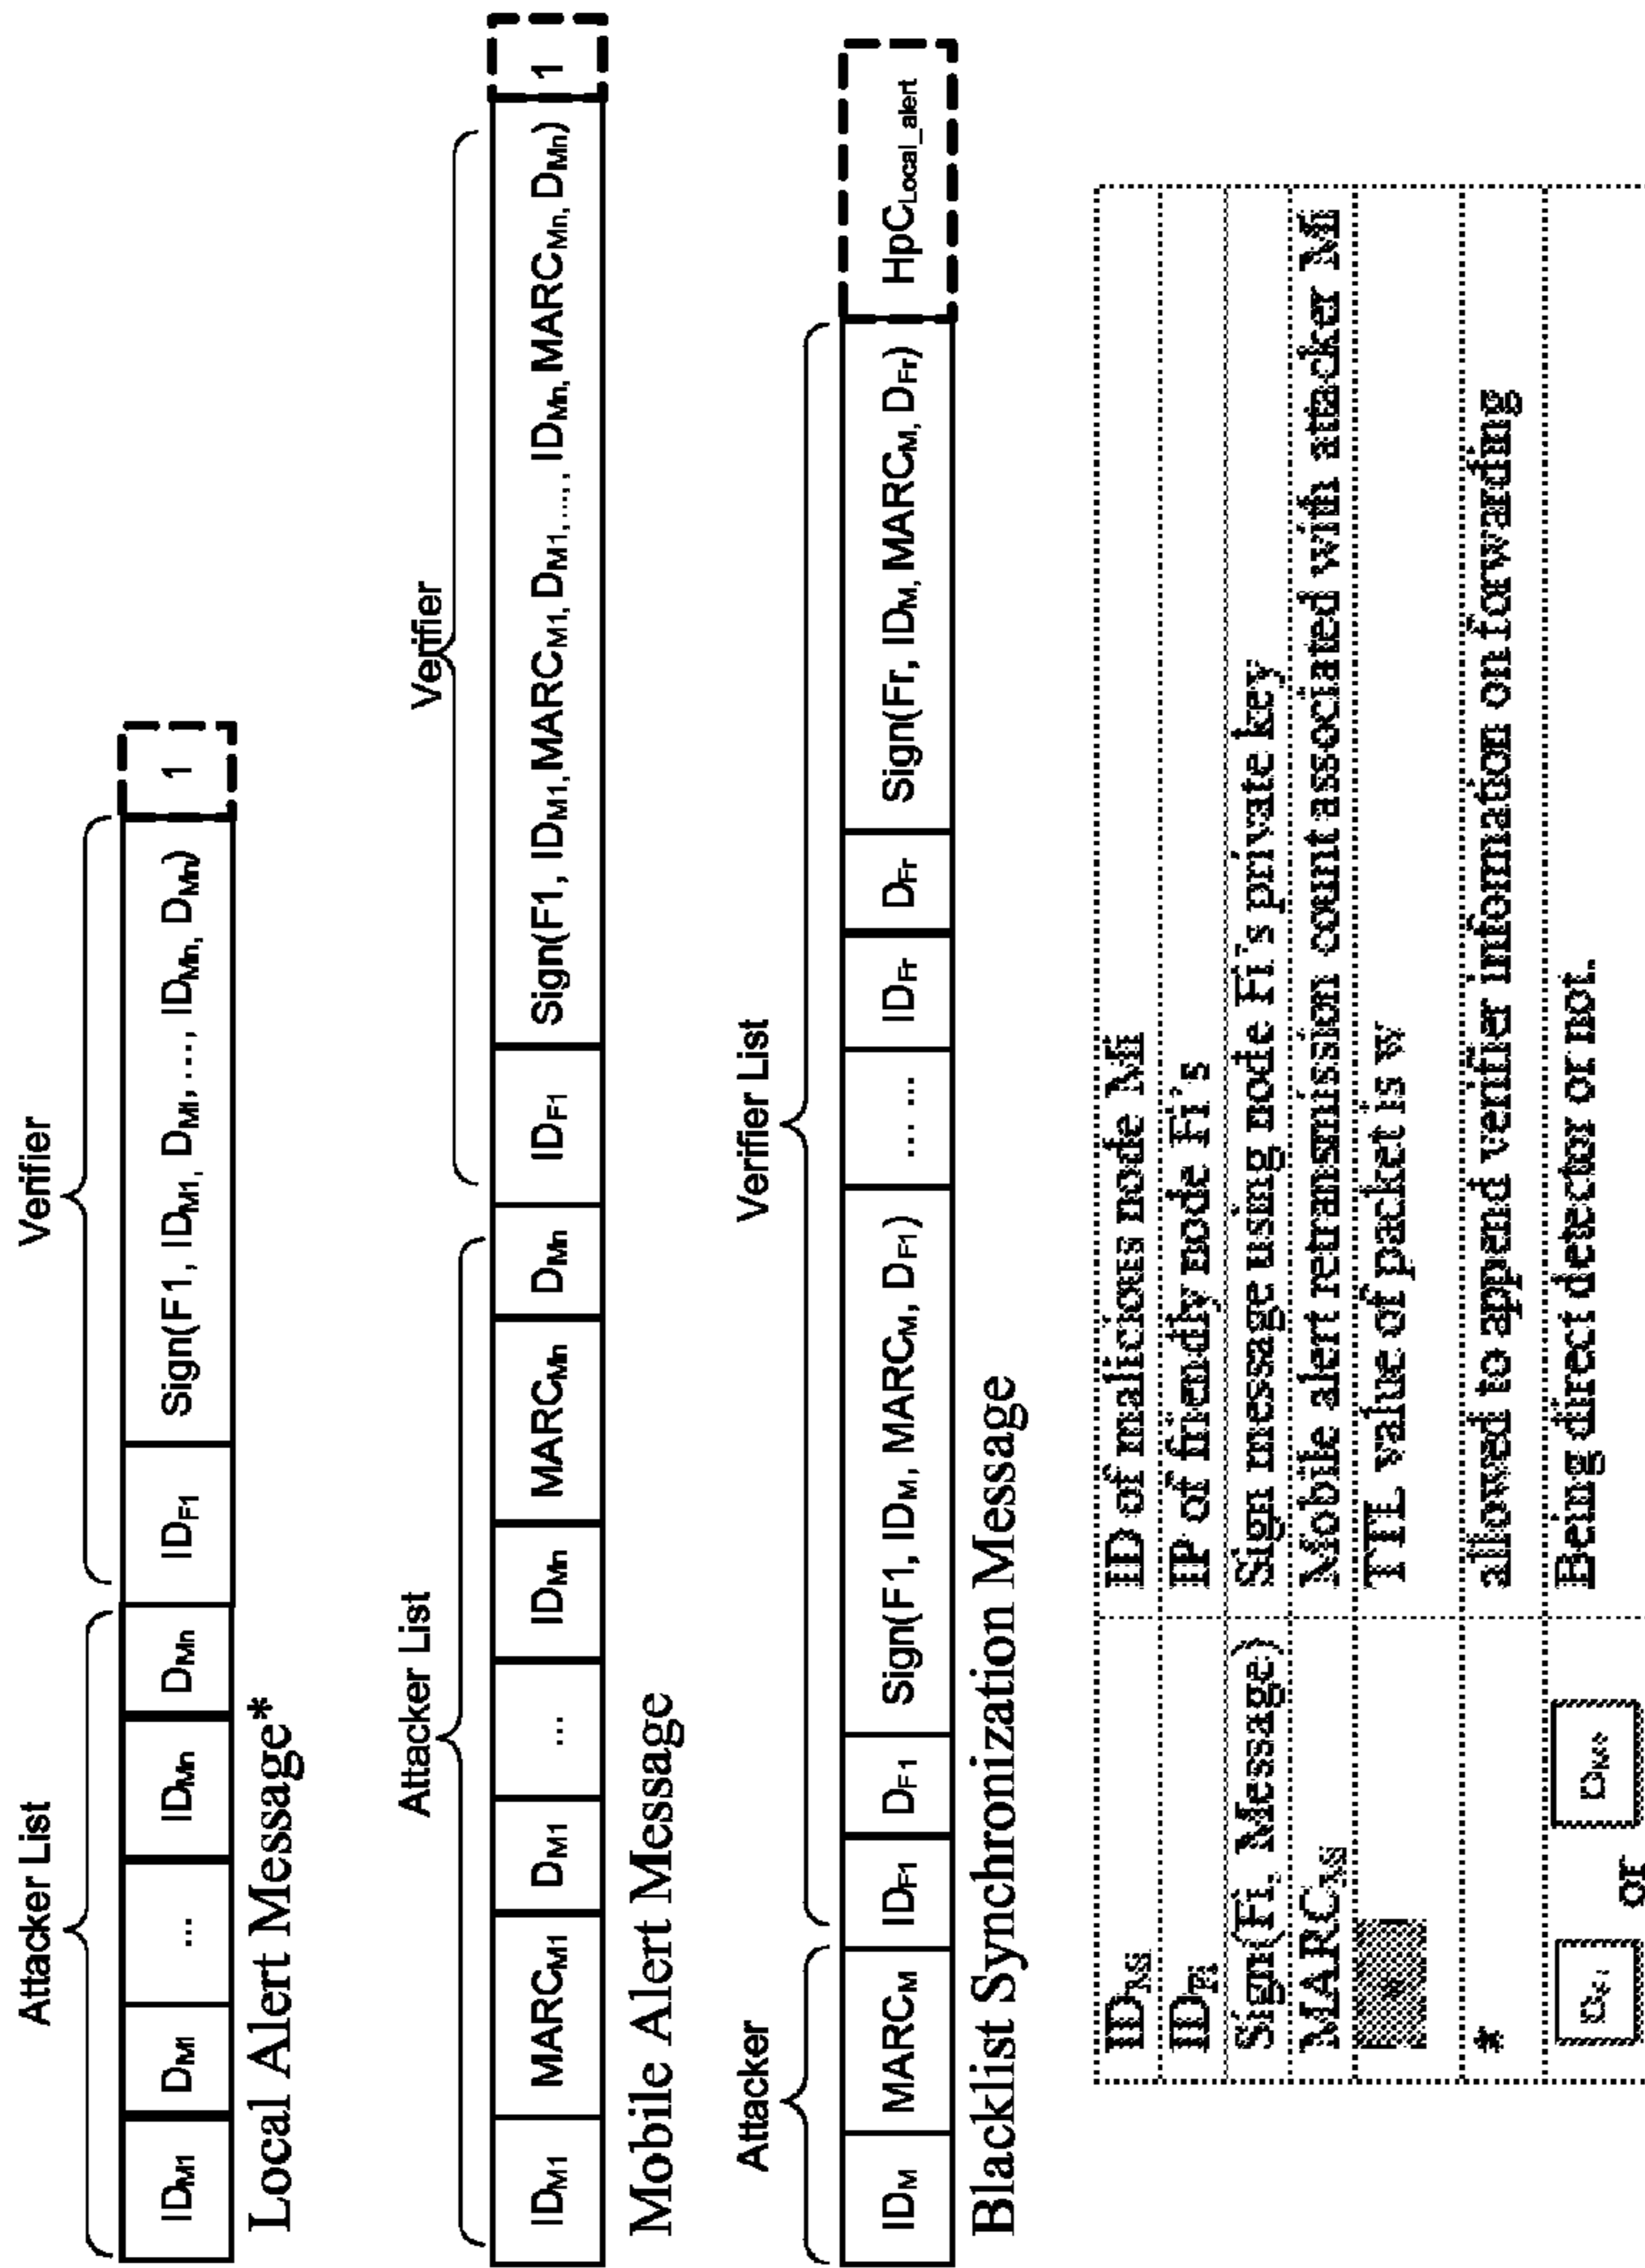 Attacker List Verifier
ID_M1 D_M1 ... ID_Mn D_Mn ID_F1 Sign(F1, ID_M1, D_M1,..., ID_Mn, D_Mn) 1
Local Alert Message*
Attacker List Verifier
ID_M1 MARC_M1 D_M1 ... ID_Mn MARC_Mn D_Mn ID_F1 Sign(F1, ID_M1, MARC_M1, D_M1,..., ID_Mn, MARC_Mn, D_Mn) 1
Mobile Alert Message
Attacker Verifier List
ID_M MARC_M ID_F1 D_F1 Sign(F1, ID_M, MARC_M, D_F1) ... ... ID_Fr D_Fr Sign(Fr, ID_M, MARC_M, D_Fr) HpC_Local_alert
Blacklist Synchronization Message
ID_Mi ID of malicious node Mi
ID_Fi IP of friendly node Fi's
Sign(Fi, Message) Sign message using node Fi's private key
MARC_Mi Mobile alert retransmission count associated with attacker Mi
TTL value of packet is w
* allowed to append verifier information on forwarding
or Being direct detector or not.